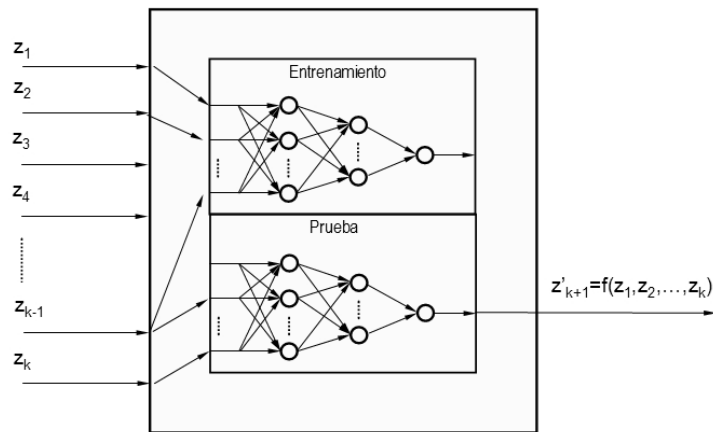 z1
z2
z3
z4
zk-1
zk
Entrenamiento
Prueba
z'k+1=f(z1,z2,...,zk)